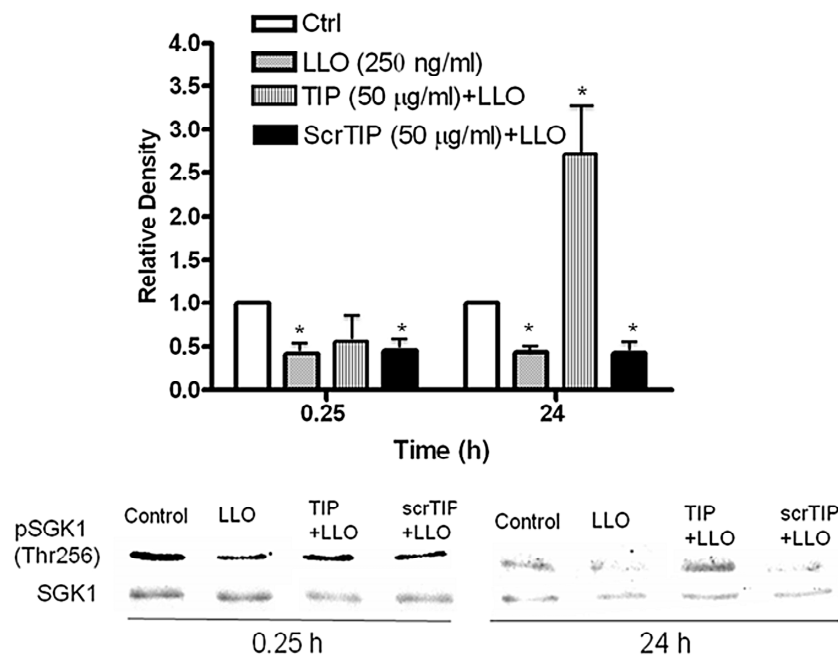 Ctrl
LLO (250 ng/ml)
TIP (50 μg/ml)+LLO
ScrTIP (50 μg/ml)+LLO
4.0
3.5
3.0
2.5
2.0
1.5
1.0
0.5
0.0
Relative Density
* * * * *
0.25 24
Time (h)
pSGK1
(Thr256)
SGK1
Control LLO TIP +LLO scrTIF +LLO
Control LLO TIP +LLO scrTIP +LLO
0.25 h 24 h